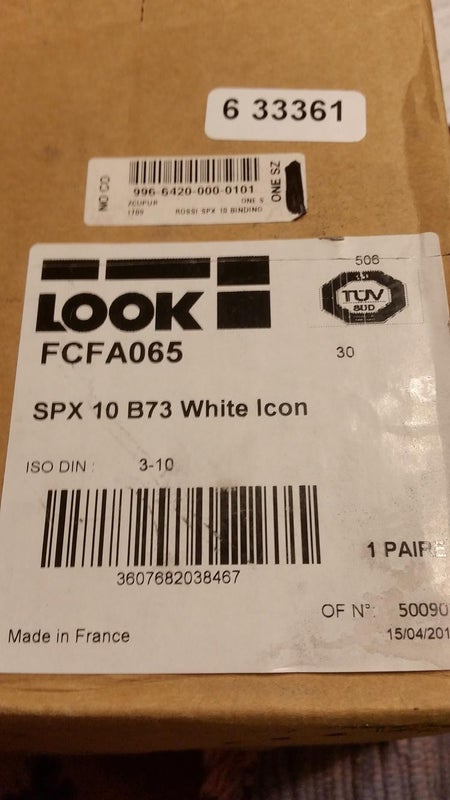 6 33361
NO CO
996-6420-000-0101
ONE S
1709 ROSSI SPX 10 BINDING
ONE SZ
LOOK
506
TÜV
SÜD
FCFA065
30
SPX 10 B73 White Icon
ISO DIN : 3-10
3607682038467
1 PAIRE
OF N°: 50090
Made in France
15/04/201